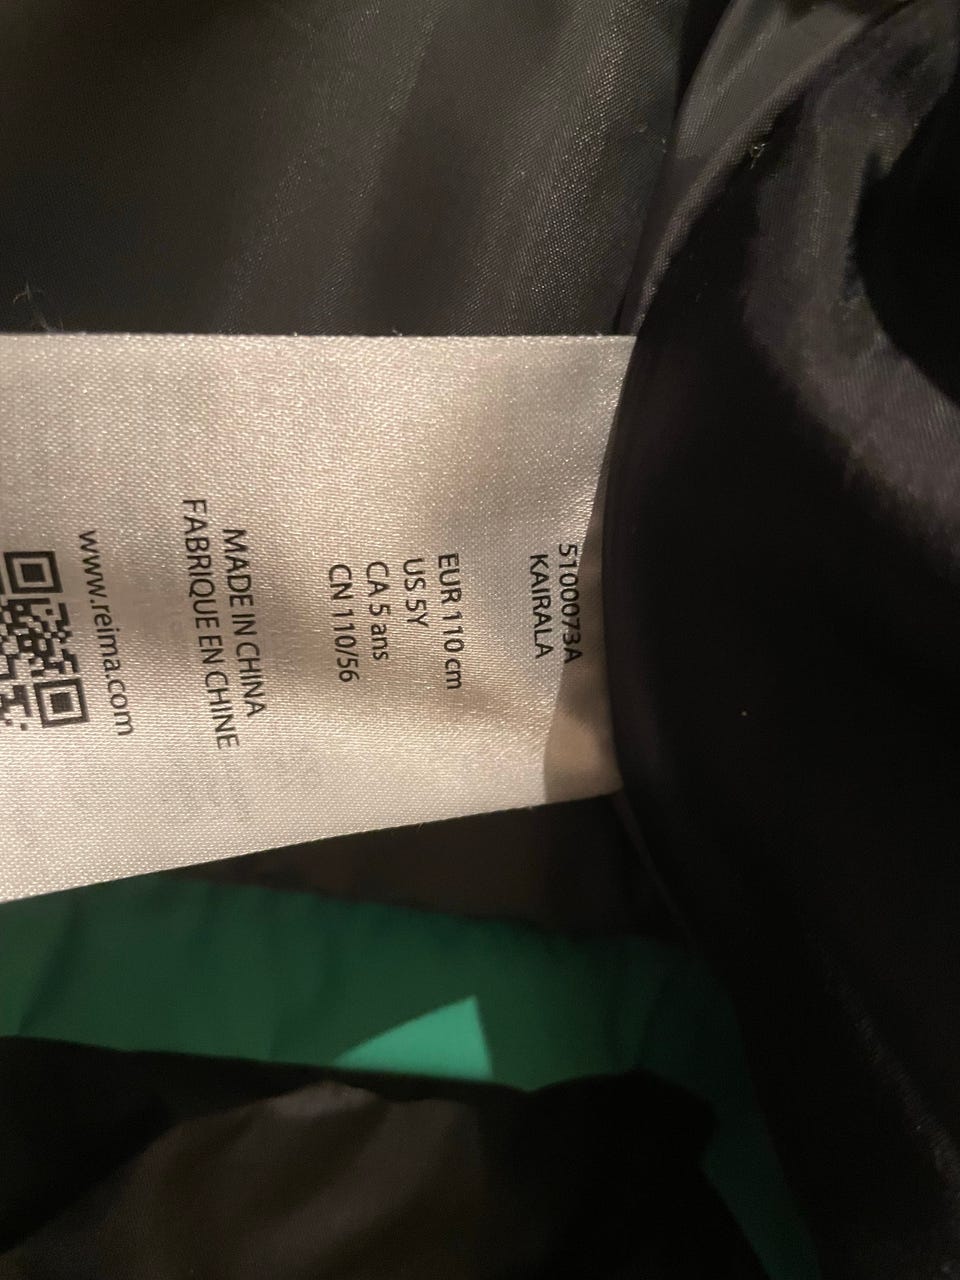 5100073A
KAIRALA
EUR 110 cm
US 5Y
CA 5 ans
CN 110/56
MADE IN CHINA
FABRIQUE EN CHINE
www.reima.com